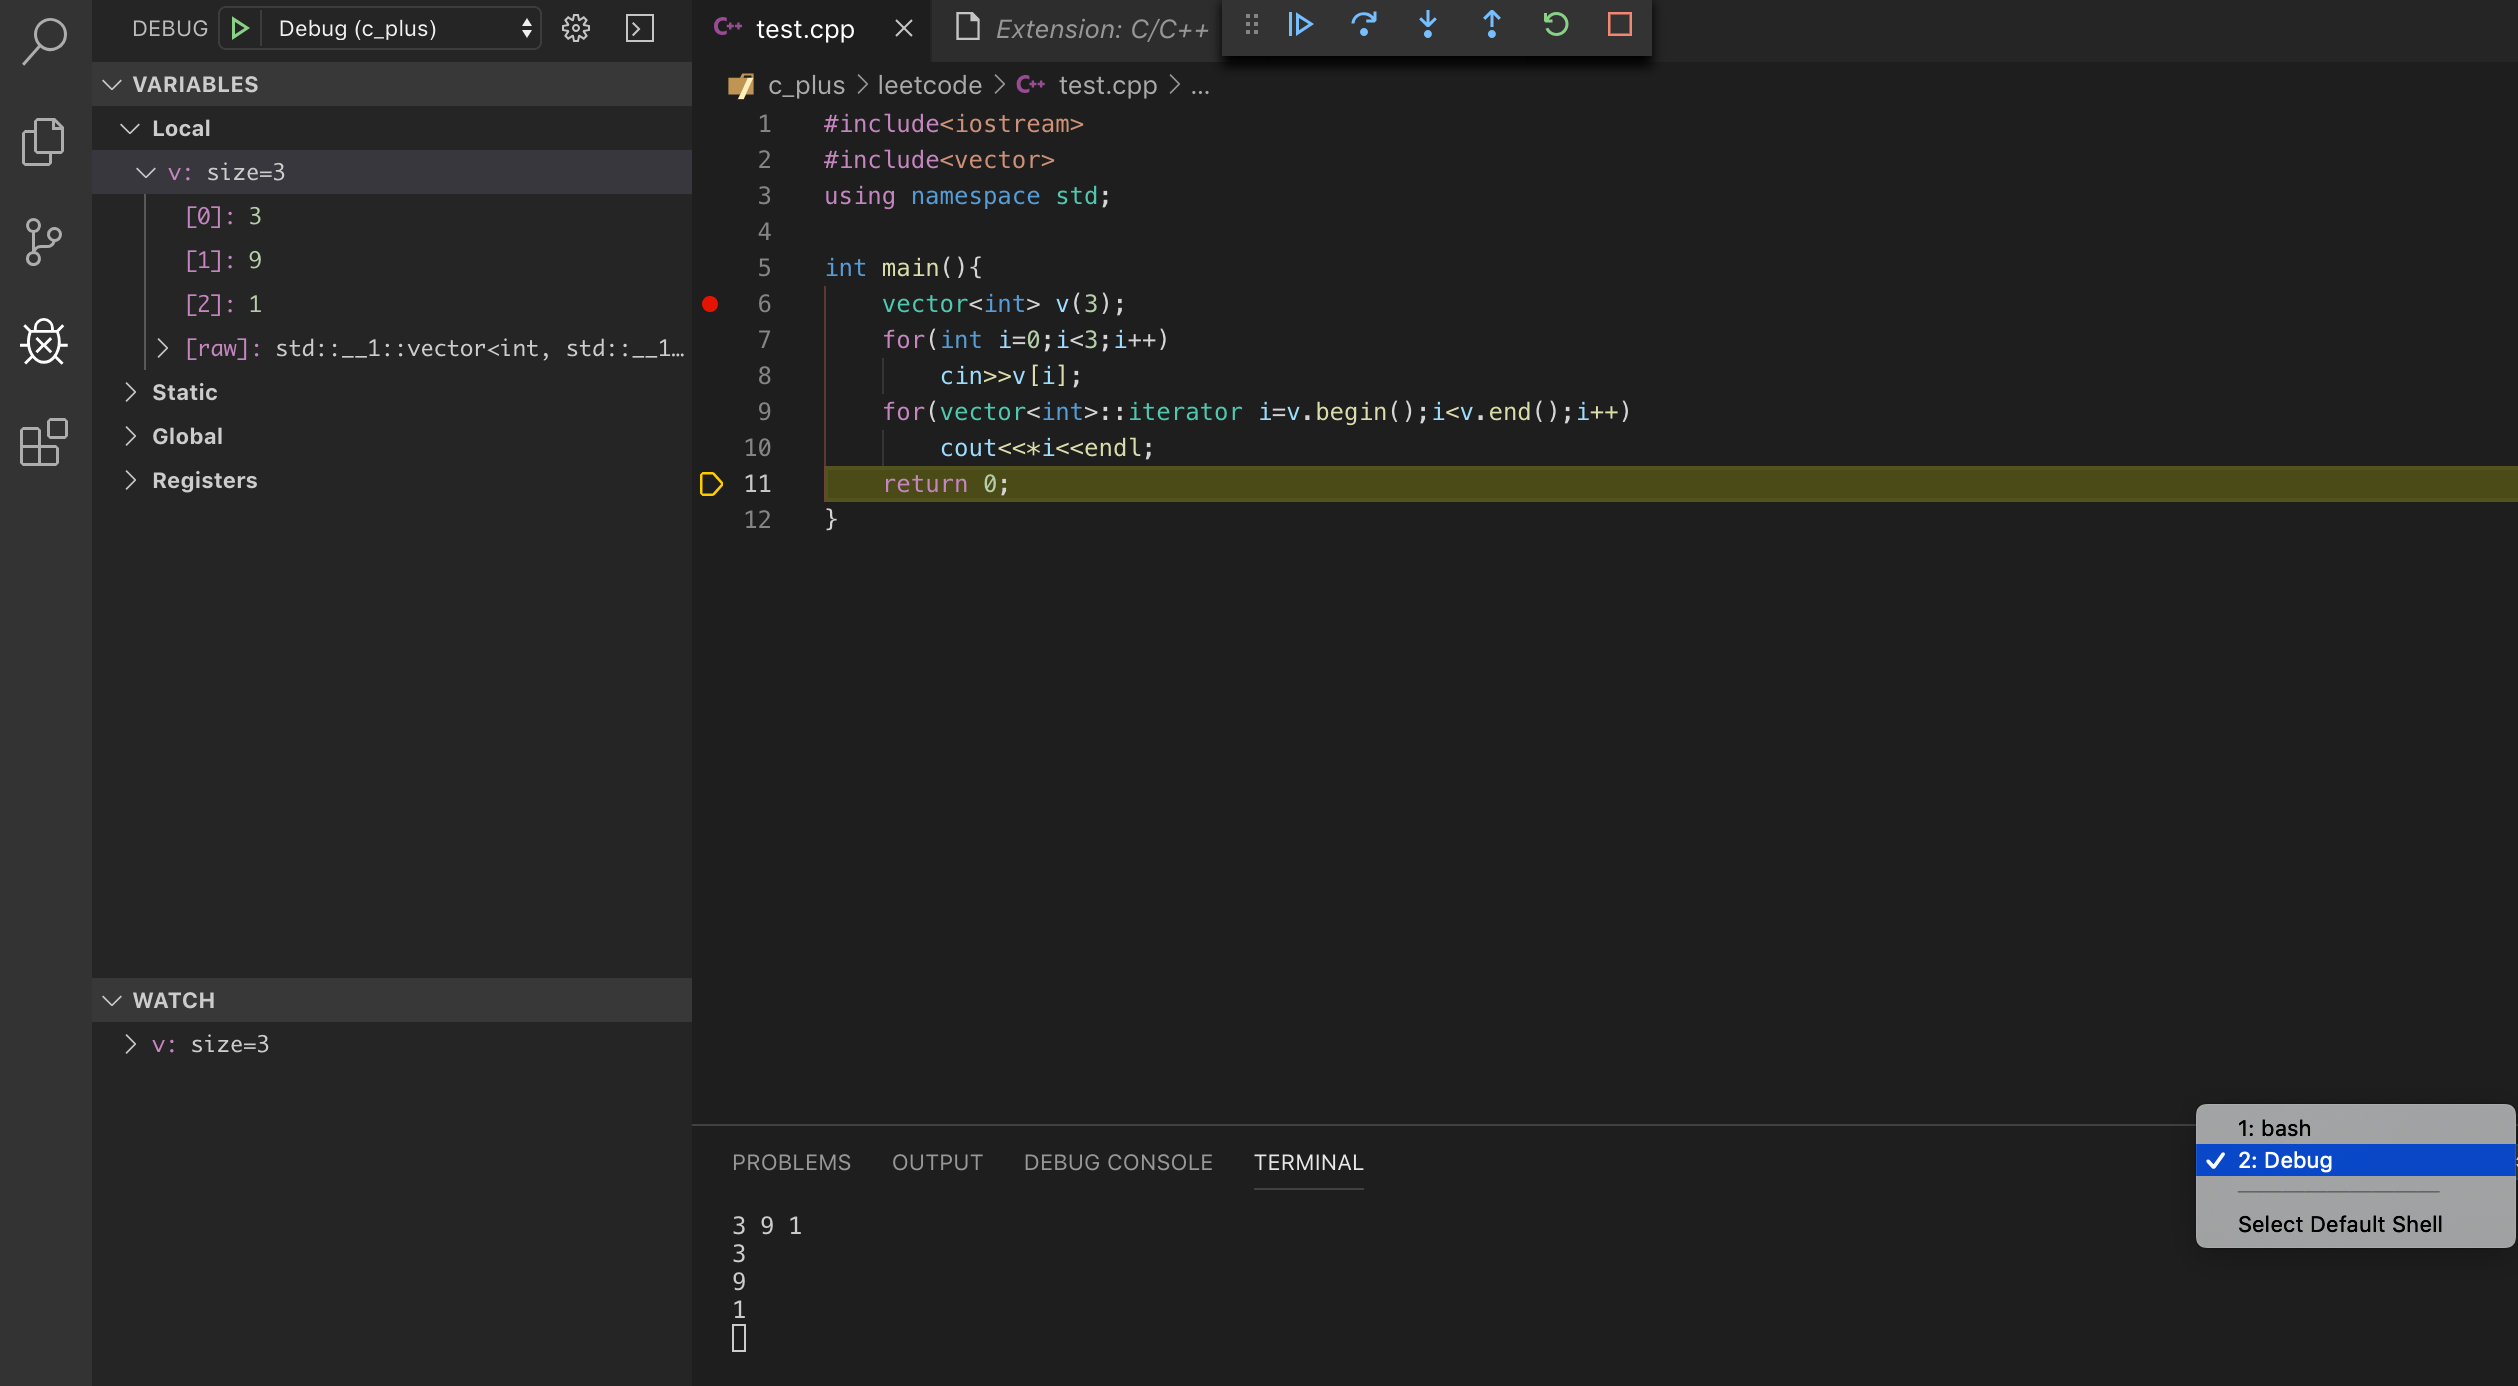 DEBUG Debug (c_plus)
VARIABLES
Local
v: size=3
[0]: 3
[1]: 9
[2]: 1
[raw]: std::__1::vector<int, std::__1…
Static
Global
Registers
WATCH
v: size=3
C++ test.cpp Extension: C/C++
c_plus > leetcode > C++ test.cpp > ...
1 #include<iostream>
2 #include<vector>
3 using namespace std;
4
5 int main(){
6 vector<int> v(3);
7 for(int i=0;i<3;i++)
8 cin>>v[i];
9 for(vector<int>::iterator i=v.begin();i<v.end();i++)
10 cout<<*i<<endl;
11 return 0;
12 }
PROBLEMS OUTPUT DEBUG CONSOLE TERMINAL
3 9 1
3
9
1
1: bash
2: Debug
Select Default Shell